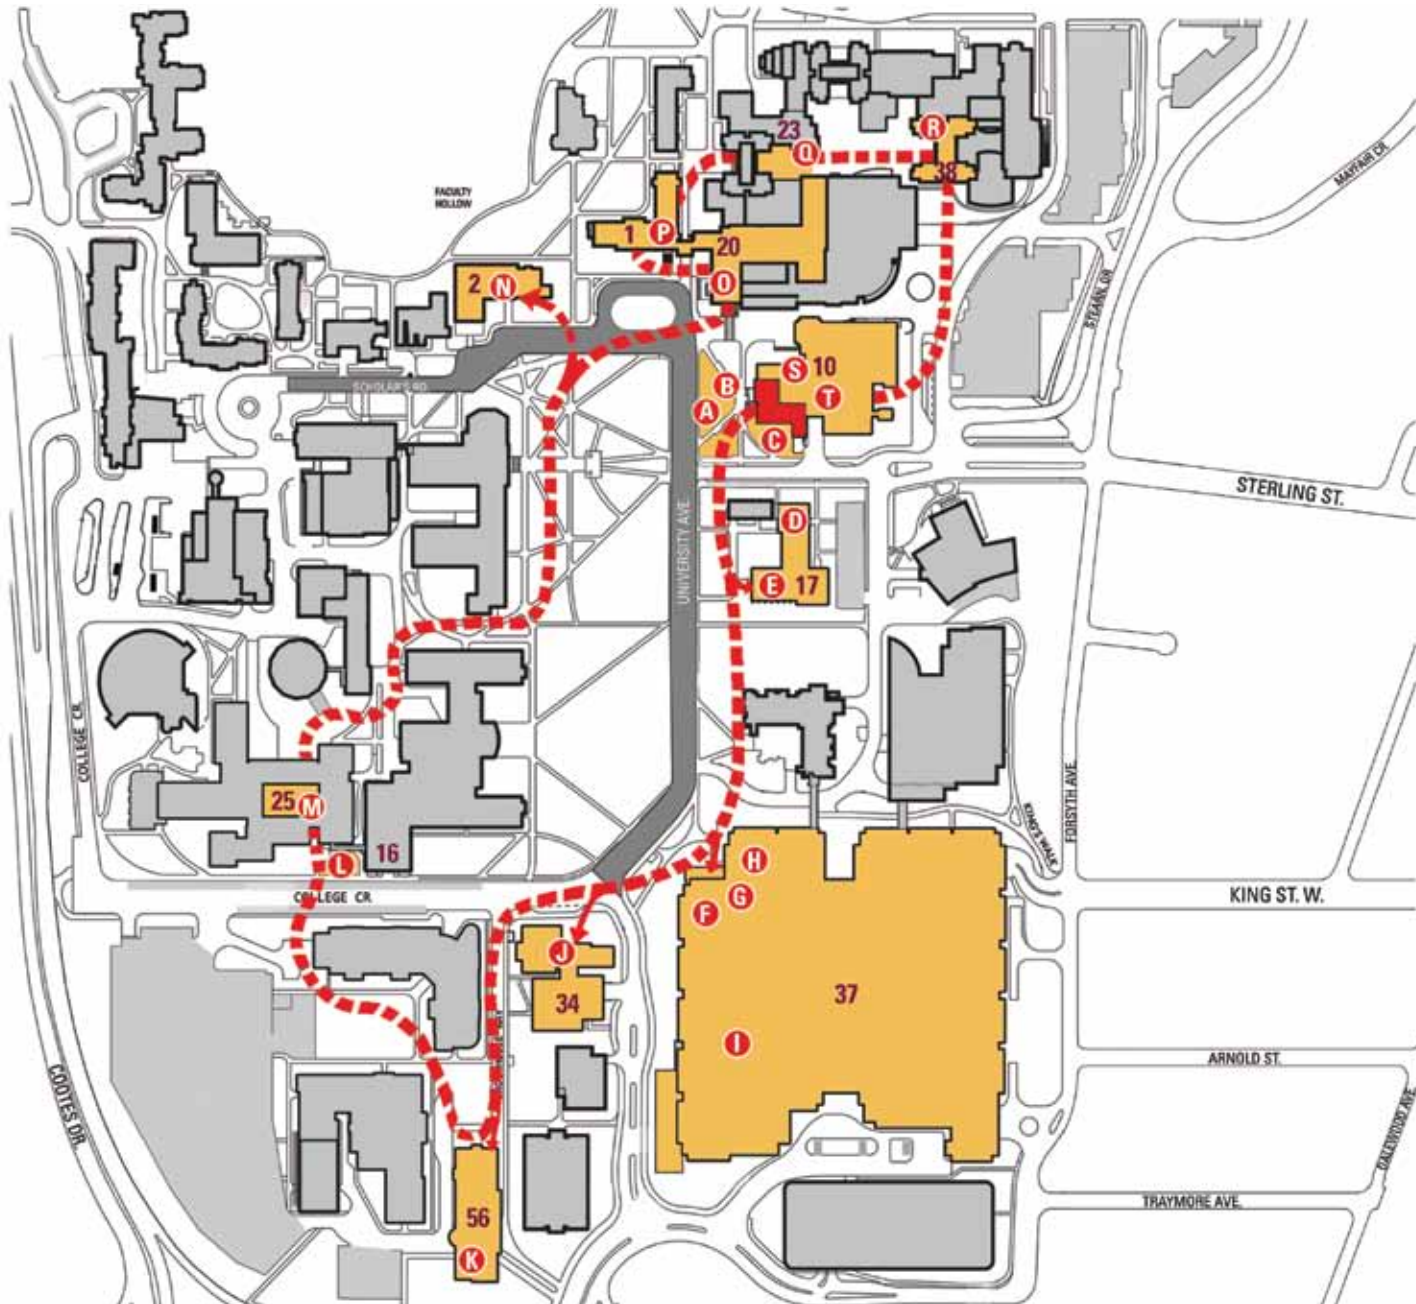 R
23
Q
38
MAYFAIR CR.
FACULTY
HOLLOW
1
P
20
2
N
O
STEARN DR
SCHOLAR'S RD.
S
10
B
T
A
C
STERLING ST.
D
UNIVERSITY AVE.
E
17
COLLEGE CR.
FORSYTH AVE.
25
M
KING'S WALK
16
H
L
COLLEGE CR
G
KING ST. W.
F
J
34
37
I
ARNOLD ST.
COOTES DR.
DALEWOOD AVE.
TRAYMORE AVE.
56
K